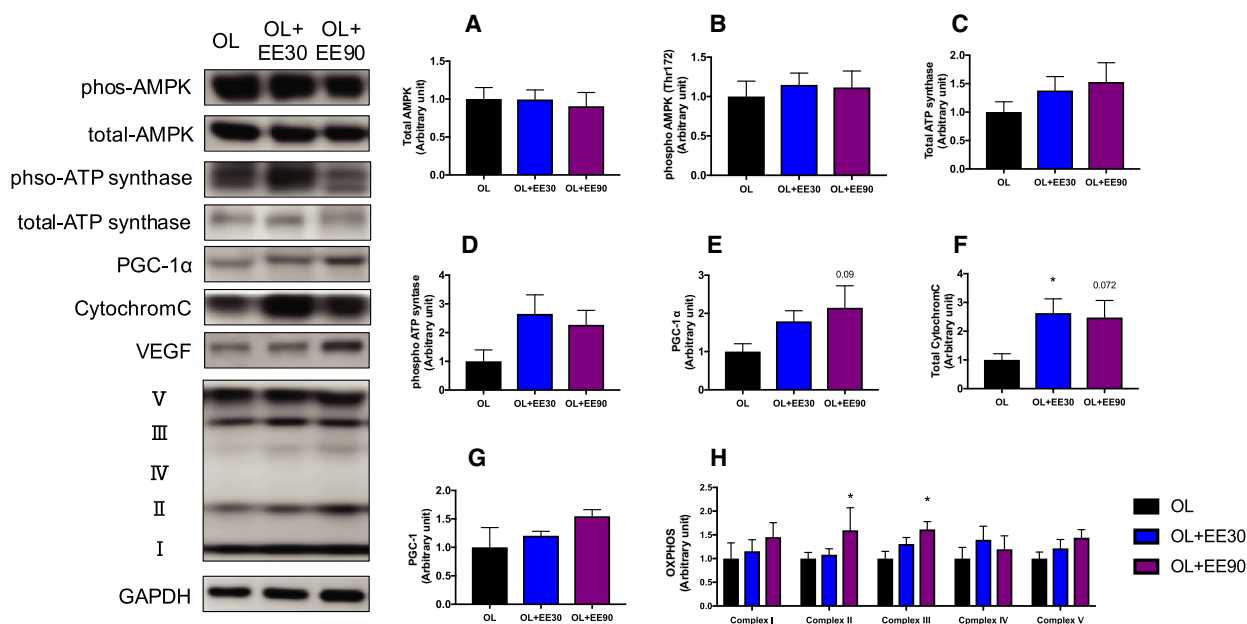 OL
OL+
EE30
OL+
EE90
phos-AMPK
total-AMPK
phso-ATP synthase
total-ATP synthase
PGC-1α
CytochromC
VEGF
Ⅴ
Ⅲ
Ⅳ
Ⅱ
Ⅰ
GAPDH
A
Total AMPK
(Arbitrary unit)
1.5
1.0
0.5
0.0
OL
OL+EE30
OL+EE90
B
phospho AMPK (Thr172)
(Arbitrary unit)
1.5
1.0
0.5
0.0
OL
OL+EE30
OL+EE90
C
Total ATP synthase
(Arbitrary unit)
2.0
1.5
1.0
0.5
0.0
OL
OL+EE30
OL+EE90
D
phospho ATP syntase
(Arbitrary unit)
4
3
2
1
0
OL
OL+EE30
OL+EE90
E
PGC-1α
(Arbitrary unit)
3
2
1
0
0.09
OL
OL+EE30
OL+EE90
F
Total CytochromC
(Arbitrary unit)
4
3
2
1
0
*
0.072
OL
OL+EE30
OL+EE90
G
PGC-1
(Arbitrary unit)
2.0
1.5
1.0
0.5
0.0
OL
OL+EE30
OL+EE90
H
OXPHOS
(Arbitrary unit)
2.5
2.0
1.5
1.0
0.5
0.0
*
*
Complex I
Complex II
Complex III
Complex IV
Complex V
OL
OL+EE30
OL+EE90